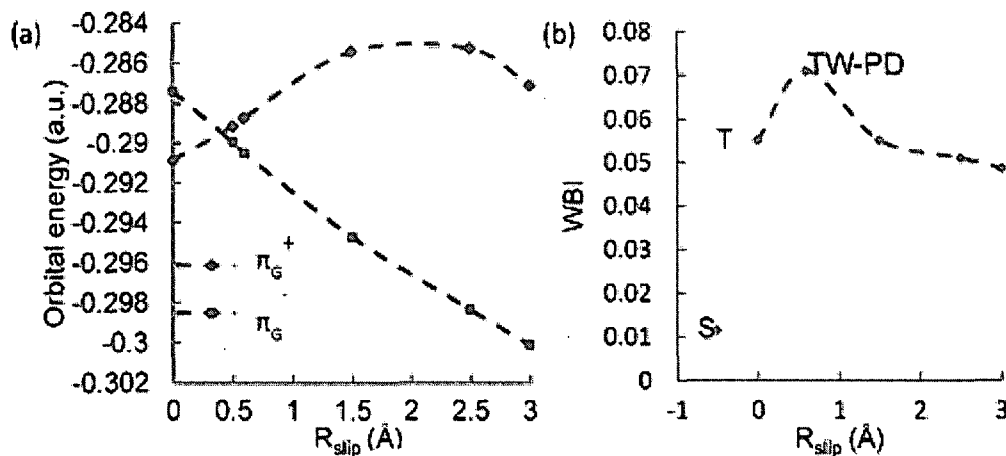 (a)
-0.284
-0.286
-0.288
-0.29
-0.292
-0.294
-0.296
-0.298
-0.3
-0.302
Orbital energy (a.u.)
π_G^+
π_G^-
0 0.5 1 1.5 2 2.5 3
R_slip (Å)
(b)
0.08
0.07
0.06
0.05
0.04
0.03
0.02
0.01
0
WBI
TW-PD
T
S
-1 0 1 2 3
R_slip (Å)